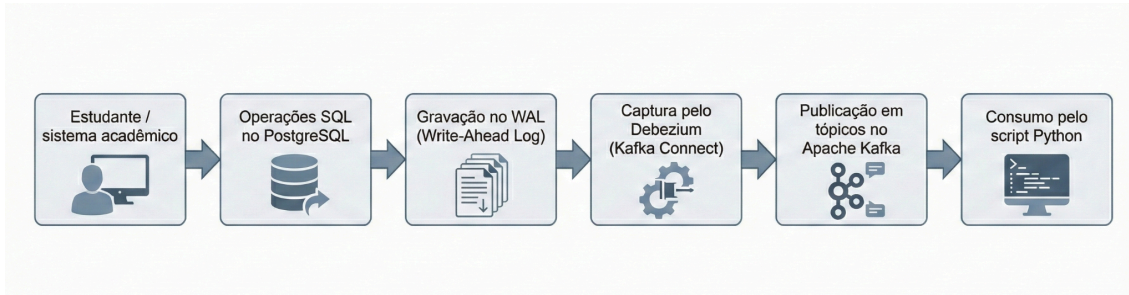 Estudante /
sistema acadêmico
Operações SQL
no PostgreSQL
Gravação no WAL
(Write-Ahead Log)
Captura pelo
Debezium
(Kafka Connect)
Publicação em
tópicos no
Apache Kafka
Consumo pelo
script Python